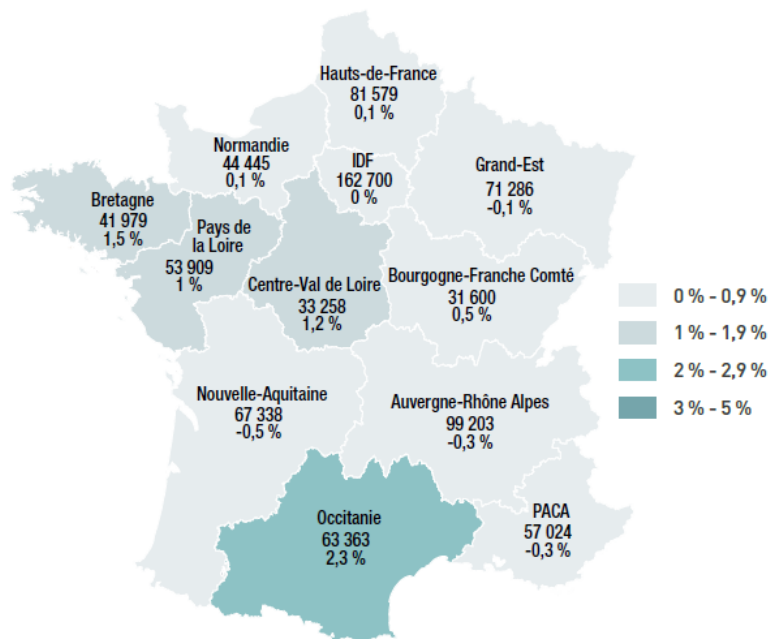 Hauts-de-France
81 579
0,1 %
Normandie
44 445
0,1 %
IDF
162 700
0 %
Grand-Est
71 286
-0,1 %
Bretagne
41 979
1,5 %
Pays de
la Loire
53 909
1 %
Centre-Val de Loire
33 258
1,2 %
Bourgogne-Franche Comté
31 600
0,5 %
Nouvelle-Aquitaine
67 338
-0,5 %
Auvergne-Rhône Alpes
99 203
-0,3 %
Occitanie
63 363
2,3 %
PACA
57 024
-0,3 %
0 % - 0,9 %
1 % - 1,9 %
2 % - 2,9 %
3 % - 5 %